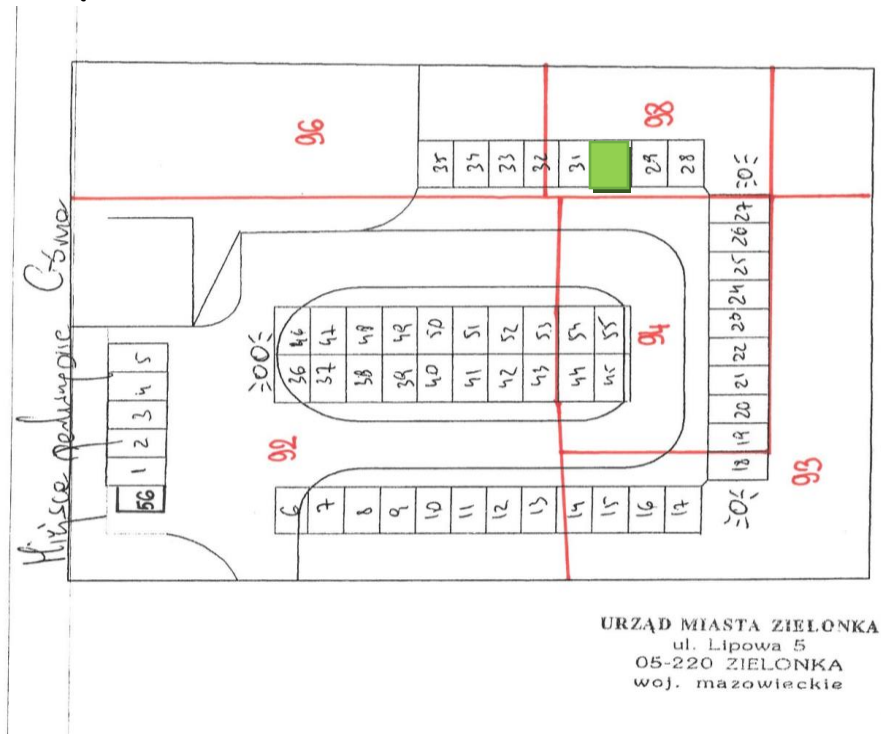 96
98
35 34 33 32 31 29 28
27 26 25 24 23 22 21 20 19 18
5 4 3 2 1 56
46 47 48 49 50 51 52 53 54 55
36 37 38 39 40 41 42 43 44 45
94
92
93
6 7 8 9 10 11 12 13 14 15 16 17
Miejsce
URZĄD MIASTA ZIELONKA
ul. Lipowa 5
05-220 ZIELONKA
woj. mazowieckie